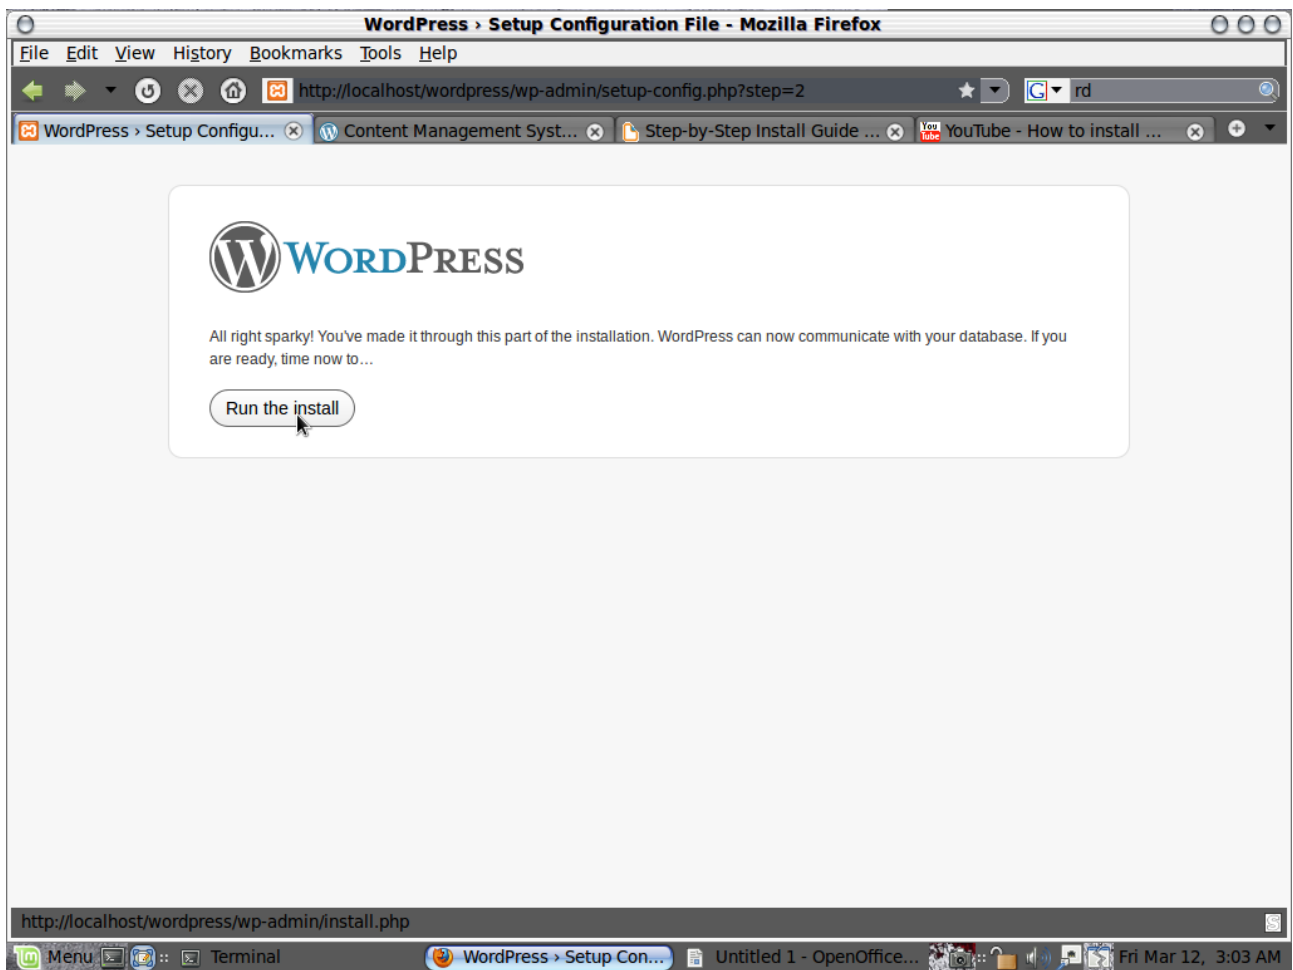 WordPress › Setup Configuration File - Mozilla Firefox
File Edit View History Bookmarks Tools Help
http://localhost/wordpress/wp-admin/setup-config.php?step=2
G rd
WordPress › Setup Configu...
Content Management Syst...
Step-by-Step Install Guide ...
You Tube YouTube - How to install ...
WORDPRESS
All right sparky! You've made it through this part of the installation. WordPress can now communicate with your database. If you
are ready, time now to…
Run the install
http://localhost/wordpress/wp-admin/install.php
S
Menu Terminal WordPress › Setup Con... Untitled 1 - OpenOffice... Fri Mar 12, 3:03 AM